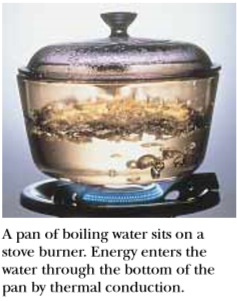 A pan of boiling water sits on a
stove burner. Energy enters the
water through the bottom of the
pan by thermal conduction.